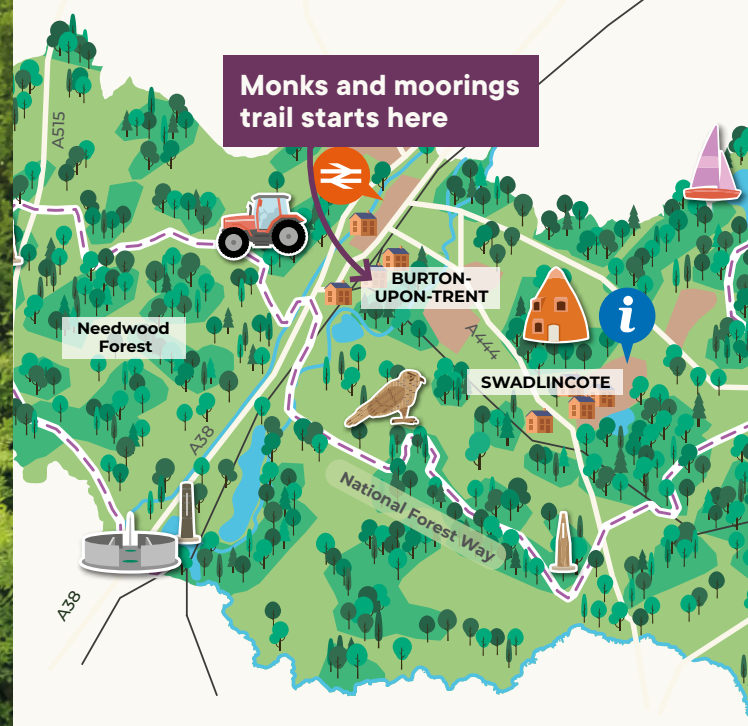 Monks and moorings
trail starts here
A515
BURTON-
UPON-TRENT
Needwood
Forest
A444
i
SWADLINCOTE
A38
National Forest Way
A38